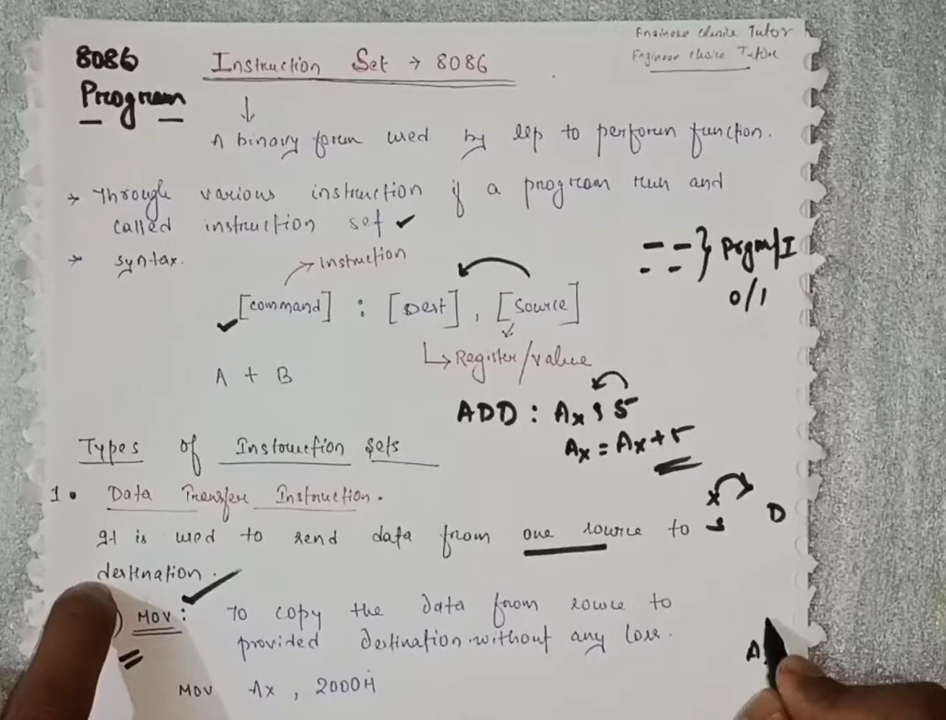 Engineer choice Tutor
Engineer choice Tutor
8086
Program
Instruction Set → 8086
↓
A binary form used by up to perform function.
→ Through various instruction if a program run and
called instruction set ✓
→ syntax.
→ Instruction
[command] : [Dest] , [Source]
↳ Register/value
} Prgm/I
0/1
A + B
ADD : Ax , 5
Ax = Ax + 5
Types of Instruction sets
1. Data Transfer Instruction.
It is used to send data from one source to
destination.
x
S D
) MOV: To copy the data from source to
provided destination without any loss.
A
MOV Ax , 2000H